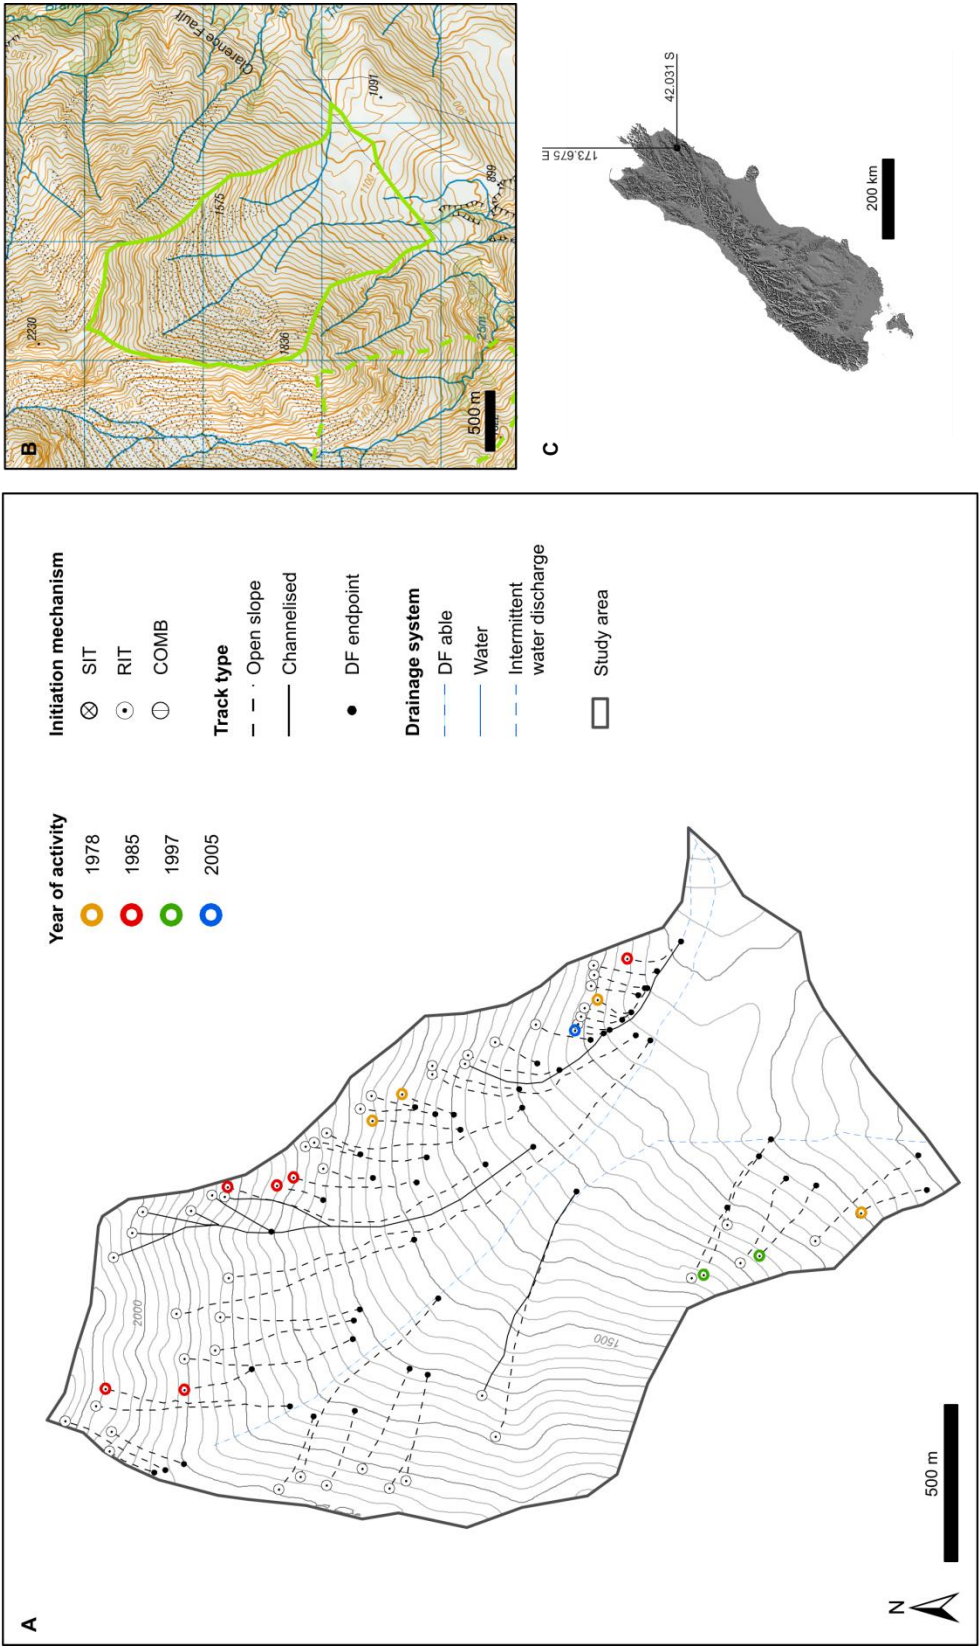 A
N
500 m
2000
1500
Year of activity
1978
1985
1997
2005
Initiation mechanism
SIT
RIT
COMB
Track type
Open slope
Channelised
DF endpoint
Drainage system
DF able
Water
Intermittent
water discharge
Study area
B
2230
1300
Clarence Fault
1575
1836
1091
1100
899
500 m
C
173.675 E
42.031 S
200 km